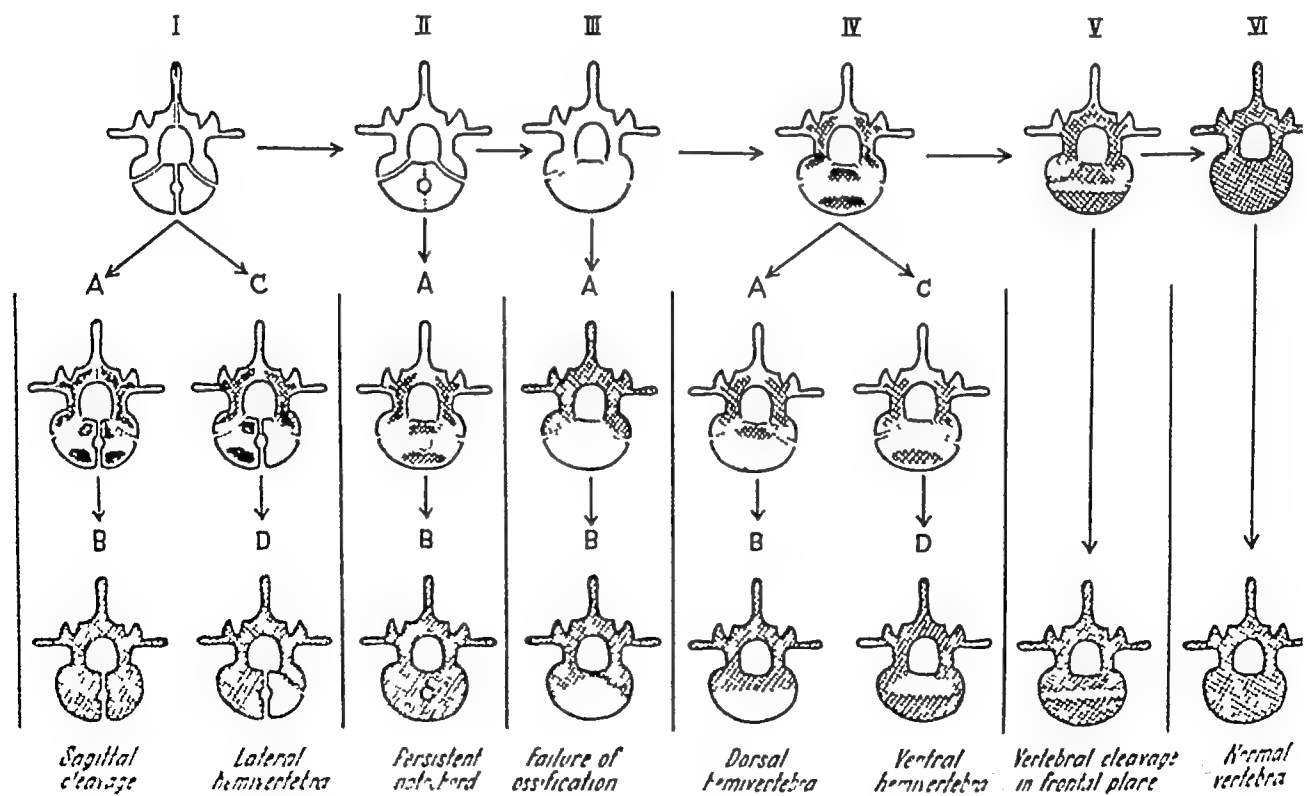 I II III IV V VI
A C A A A C
B D B B B D
Sagittal cleavage
Lateral hemivertebra
Persistent notochord
Failure of ossification
Dorsal hemivertebra
Ventral hemivertebra
Vertebral cleavage in frontal plane
Normal vertebra